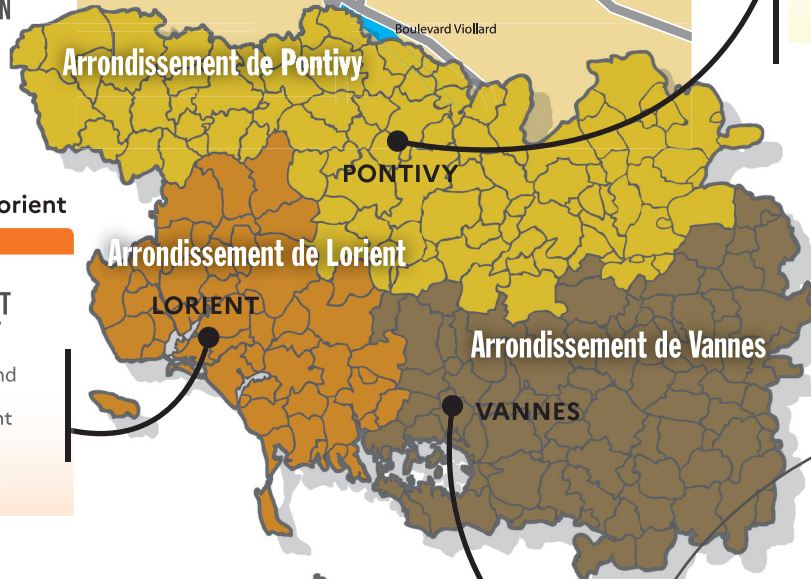 N
Boulevard Viollard
Arrondissement de Pontivy
PONTIVY
orient
Arrondissement de Lorient
T
LORIENT
Arrondissement de Vannes
nd
VANNES
nt